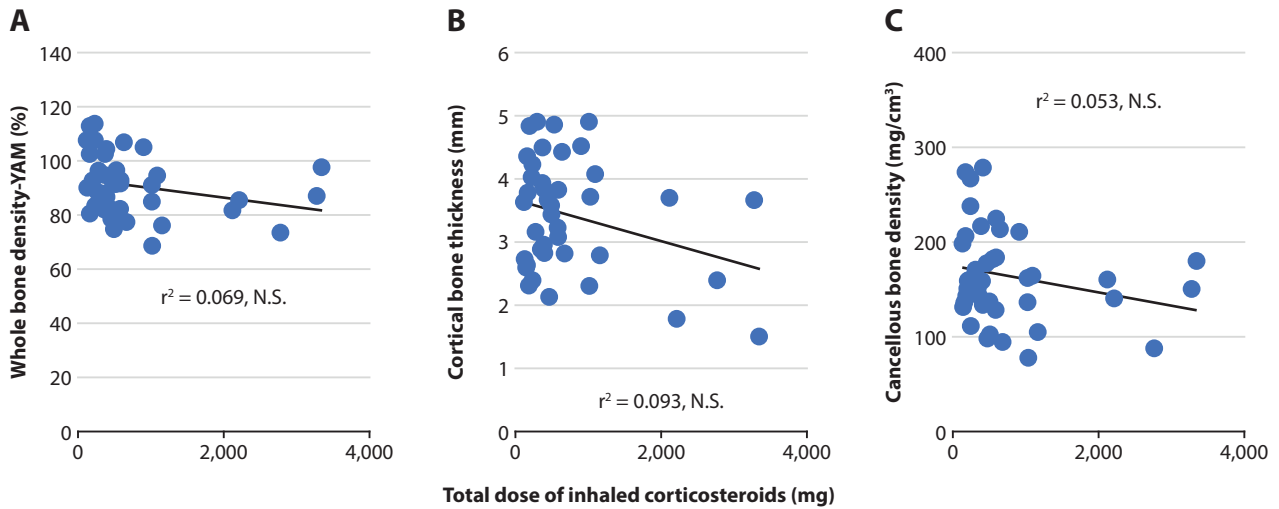 A
Whole bone density-YAM (%)
140
120
100
80
60
40
20
0
r² = 0.069, N.S.
0 2,000 4,000
B
Cortical bone thickness (mm)
6
5
4
3
2
1
0
r² = 0.093, N.S.
0 2,000 4,000
C
Cancellous bone density (mg/cm³)
400
300
200
100
0
r² = 0.053, N.S.
0 2,000 4,000
Total dose of inhaled corticosteroids (mg)